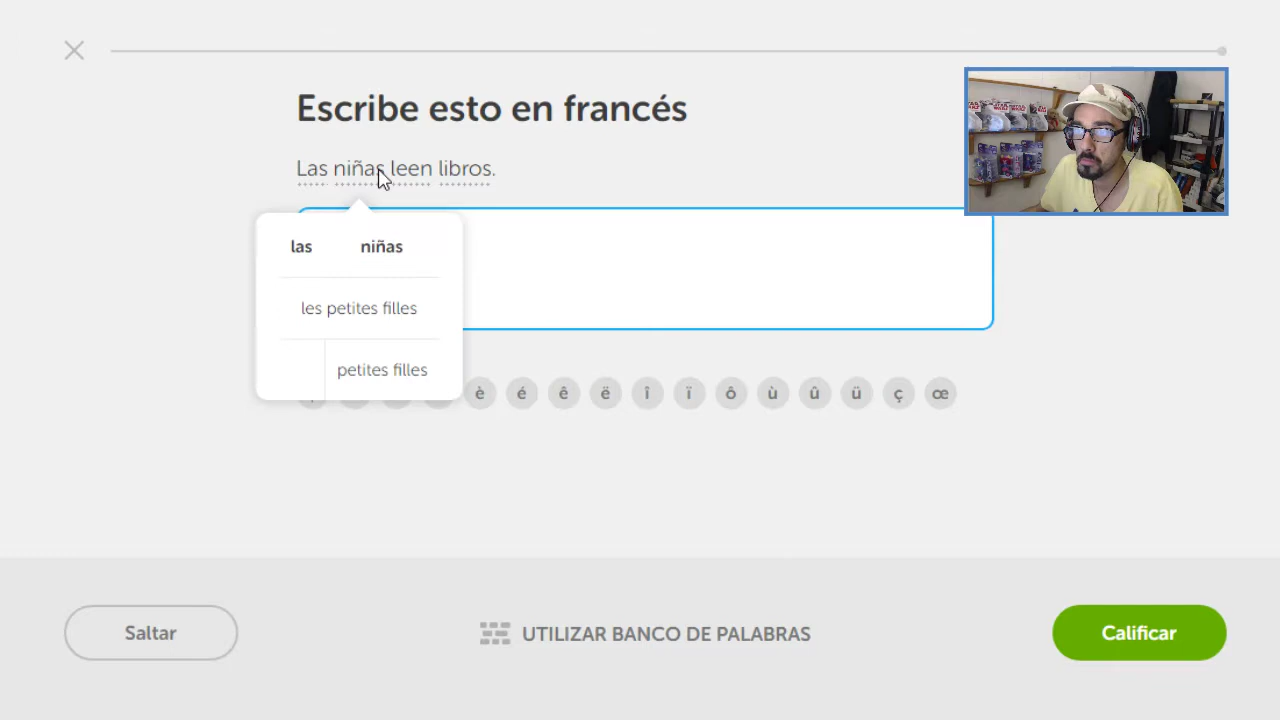 Escribe esto en francés
Las niñas leen libros.
las niñas
les petites filles
petites filles
è é ê ë î ï ô ù û ü ç œ
Saltar
UTILIZAR BANCO DE PALABRAS
Calificar